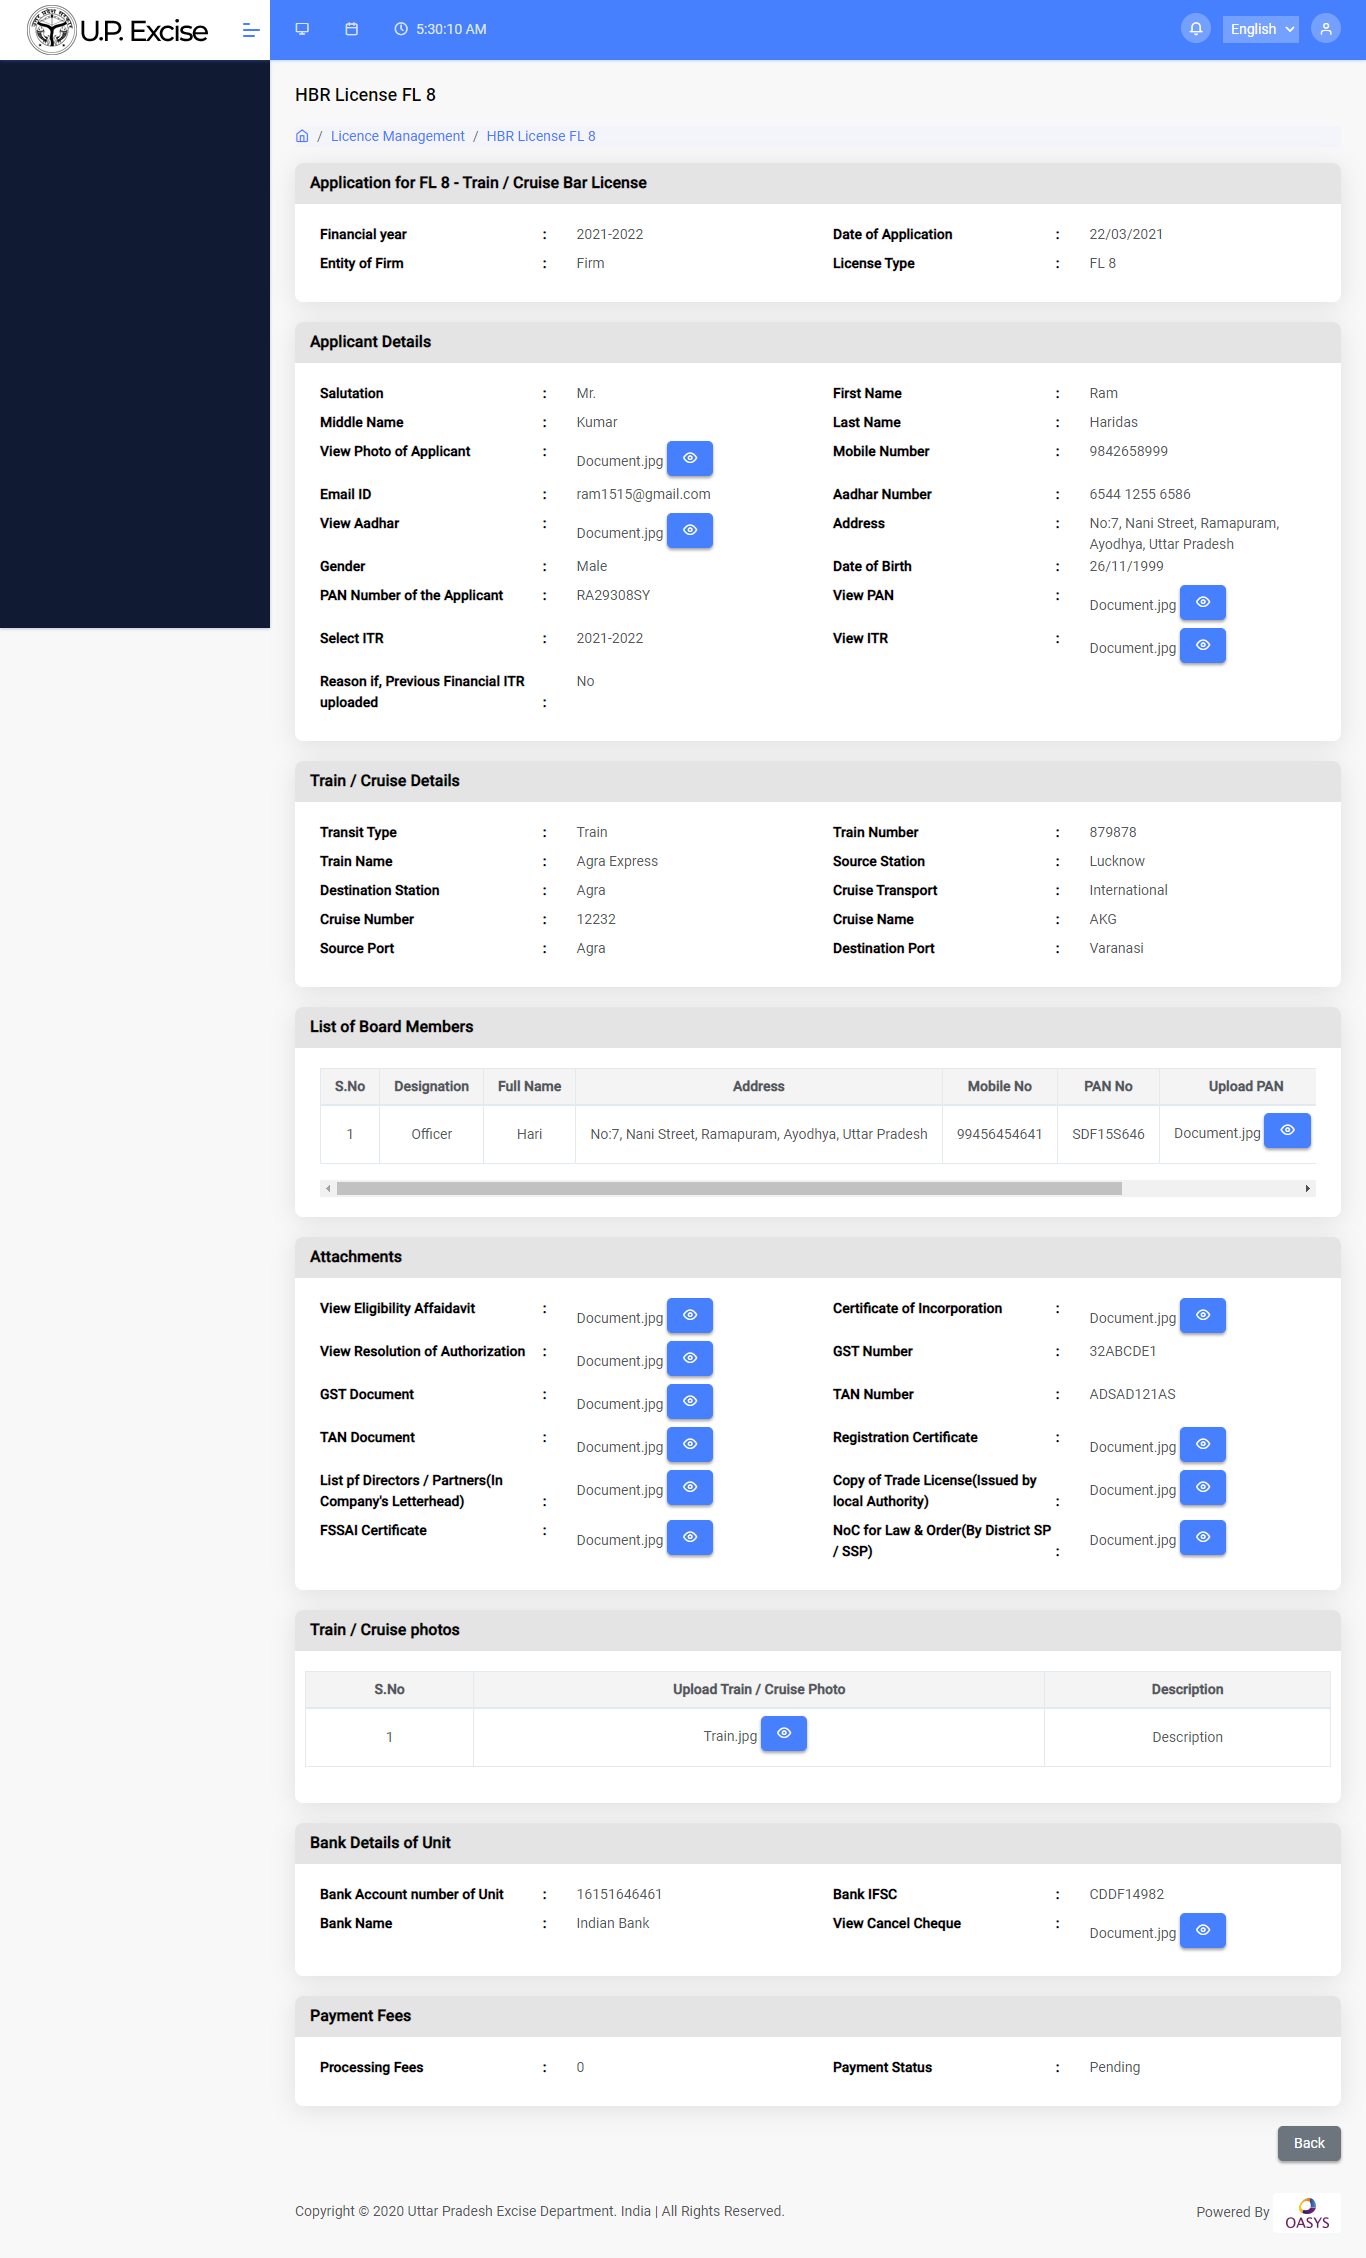 U.P. Excise
5:30:10 AM
English
HBR License FL 8
/ Licence Management / HBR License FL 8
Application for FL 8 - Train / Cruise Bar License
Financial year : 2021-2022 Date of Application : 22/03/2021
Entity of Firm : Firm License Type : FL 8
Applicant Details
Salutation : Mr. First Name : Ram
Middle Name : Kumar Last Name : Haridas
View Photo of Applicant : Document.jpg Mobile Number : 9842658999
Email ID : ram1515@gmail.com Aadhar Number : 6544 1255 6586
View Aadhar : Document.jpg Address : No:7, Nani Street, Ramapuram,
Ayodhya, Uttar Pradesh
Gender : Male Date of Birth : 26/11/1999
PAN Number of the Applicant : RA29308SY View PAN : Document.jpg
Select ITR : 2021-2022 View ITR : Document.jpg
Reason if, Previous Financial ITR No
uploaded :
Train / Cruise Details
Transit Type : Train Train Number : 879878
Train Name : Agra Express Source Station : Lucknow
Destination Station : Agra Cruise Transport : International
Cruise Number : 12232 Cruise Name : AKG
Source Port : Agra Destination Port : Varanasi
List of Board Members
S.No Designation Full Name Address Mobile No PAN No Upload PAN
1 Officer Hari No:7, Nani Street, Ramapuram, Ayodhya, Uttar Pradesh 99456454641 SDF15S646 Document.jpg
Attachments
View Eligibility Affaidavit : Document.jpg Certificate of Incorporation : Document.jpg
View Resolution of Authorization : Document.jpg GST Number : 32ABCDE1
GST Document : Document.jpg TAN Number : ADSAD121AS
TAN Document : Document.jpg Registration Certificate : Document.jpg
List pf Directors / Partners(In Document.jpg Copy of Trade License(Issued by Document.jpg
Company's Letterhead) : local Authority) :
FSSAI Certificate : Document.jpg NoC for Law & Order(By District SP Document.jpg
/ SSP) :
Train / Cruise photos
S.No Upload Train / Cruise Photo Description
1 Train.jpg Description
Bank Details of Unit
Bank Account number of Unit : 16151646461 Bank IFSC : CDDF14982
Bank Name : Indian Bank View Cancel Cheque : Document.jpg
Payment Fees
Processing Fees : 0 Payment Status : Pending
Back
Copyright © 2020 Uttar Pradesh Excise Department. India | All Rights Reserved. Powered By OASYS